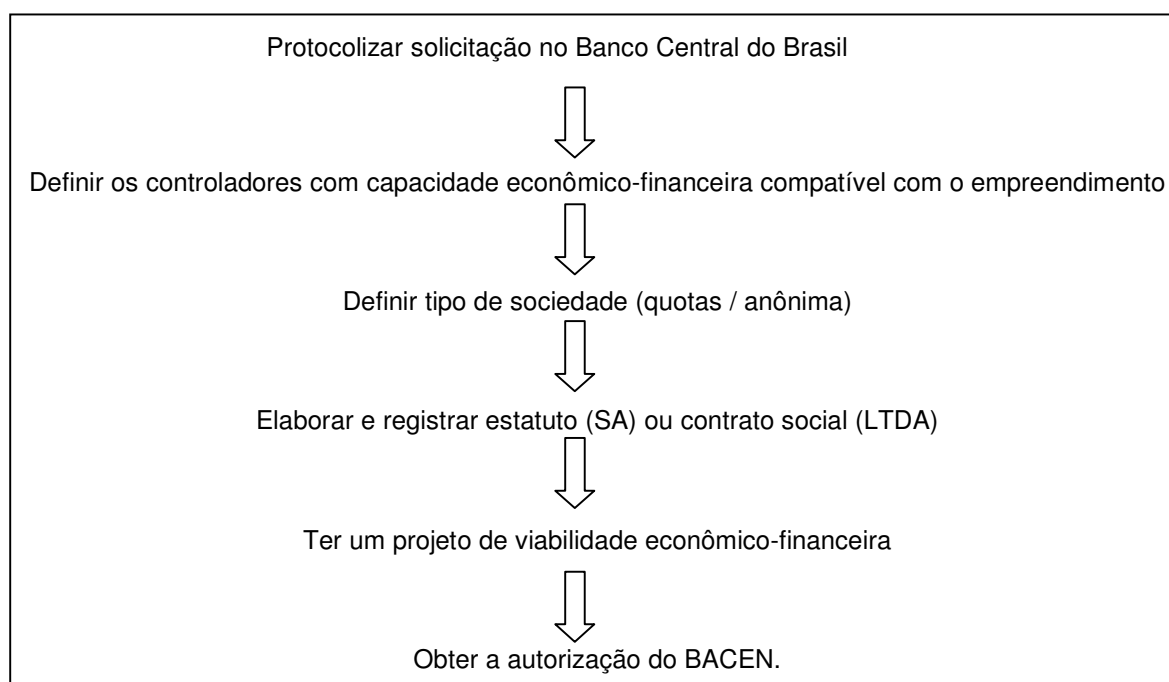 Protocolizar solicitação no Banco Central do Brasil
Definir os controladores com capacidade econômico-financeira compatível com o empreendimento
Definir tipo de sociedade (quotas / anônima)
Elaborar e registrar estatuto (SA) ou contrato social (LTDA)
Ter um projeto de viabilidade econômico-financeira
Obter a autorização do BACEN.